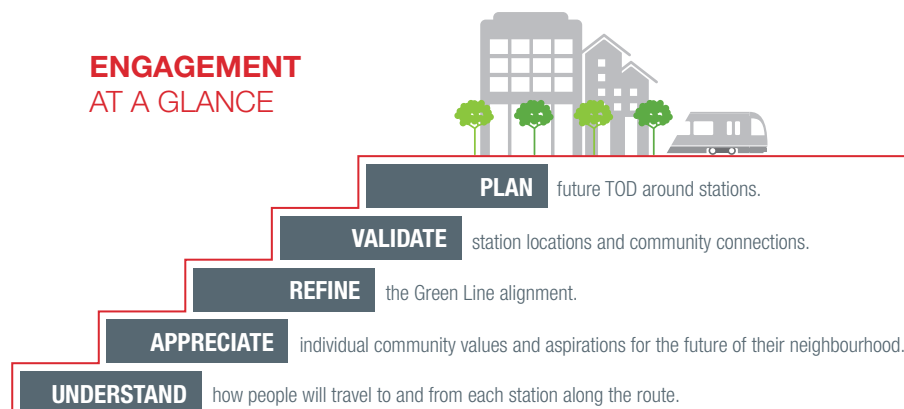 ENGAGEMENT
AT A GLANCE
PLAN future TOD around stations.
VALIDATE station locations and community connections.
REFINE the Green Line alignment.
APPRECIATE individual community values and aspirations for the future of their neighbourhood.
UNDERSTAND how people will travel to and from each station along the route.